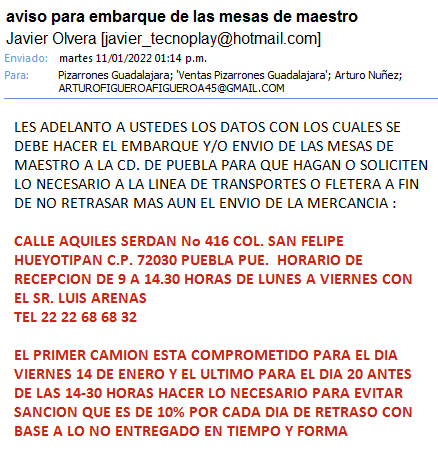 aviso para embarque de las mesas de maestro
Javier Olvera [javier_tecnoplay@hotmail.com]
Enviado: martes 11/01/2022 01:14 p.m.
Para: Pizarrones Guadalajara; 'Ventas Pizarrones Guadalajara'; Arturo Nuñez;
ARTUROFIGUEROAFIGUEROA45@GMAIL.COM
LES ADELANTO A USTEDES LOS DATOS CON LOS CUALES SE
DEBE HACER EL EMBARQUE Y/O ENVIO DE LAS MESAS DE
MAESTRO A LA CD. DE PUEBLA PARA QUE HAGAN O SOLICITEN
LO NECESARIO A LA LINEA DE TRANSPORTES O FLETERA A FIN
DE NO RETRASAR MAS AUN EL ENVIO DE LA MERCANCIA :
CALLE AQUILES SERDAN No 416 COL. SAN FELIPE
HUEYOTIPAN C.P. 72030 PUEBLA PUE. HORARIO DE
RECEPCION DE 9 A 14.30 HORAS DE LUNES A VIERNES CON
EL SR. LUIS ARENAS
TEL 22 22 68 68 32
EL PRIMER CAMION ESTA COMPROMETIDO PARA EL DIA
VIERNES 14 DE ENERO Y EL ULTIMO PARA EL DIA 20 ANTES
DE LAS 14-30 HORAS HACER LO NECESARIO PARA EVITAR
SANCION QUE ES DE 10% POR CADA DIA DE RETRASO CON
BASE A LO NO ENTREGADO EN TIEMPO Y FORMA